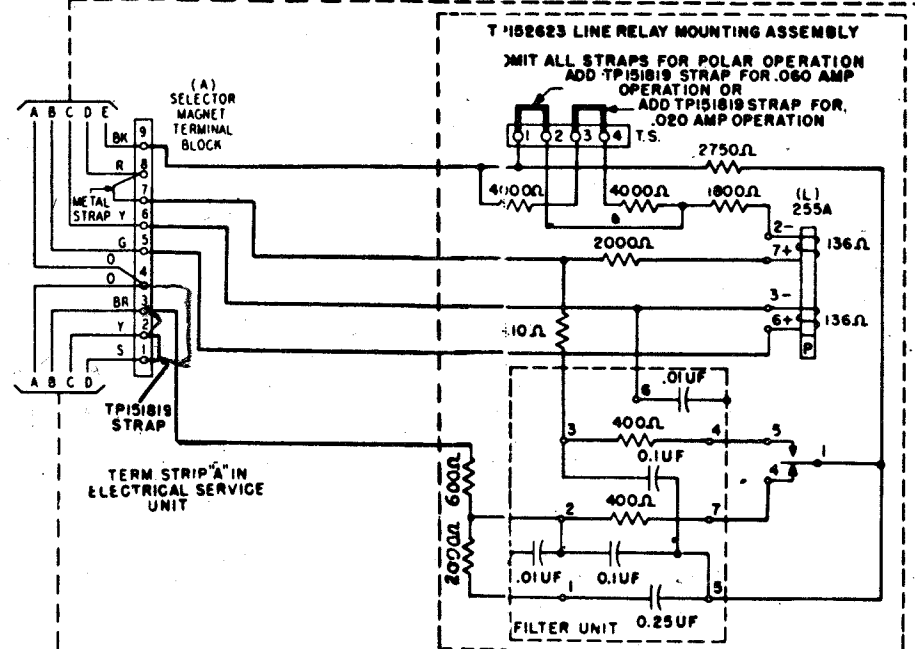 T P152623 LINE RELAY MOUNTING ASSEMBLY
MIT ALL STRAPS FOR POLAR OPERATION
ADD TP151819 STRAP FOR .060 AMP
OPERATION OR
ADD TP151819 STRAP FOR,
.020 AMP OPERATION
1 2 3 4 T.S.
(A)
SELECTOR
MAGNET
TERMINAL
BLOCK
A B C D E
BK 9
R 8
7
METAL
STRAP Y 6
G 5
O 4
O
BR 3
Y 2
S 1
A B C D
TP151819
STRAP
TERM. STRIP "A" IN
ELECTRICAL SERVICE
UNIT
2750Ω
4000Ω 4000Ω 1800Ω
(L)
255A
2-
136Ω
2000Ω 7+
3-
6+ 136Ω
P
10Ω
6 .01UF
3 400Ω 4 5
0.1UF 1
4
600Ω
400Ω
2 7
2000Ω
.01UF 0.1UF
1 5
0.25UF
FILTER UNIT